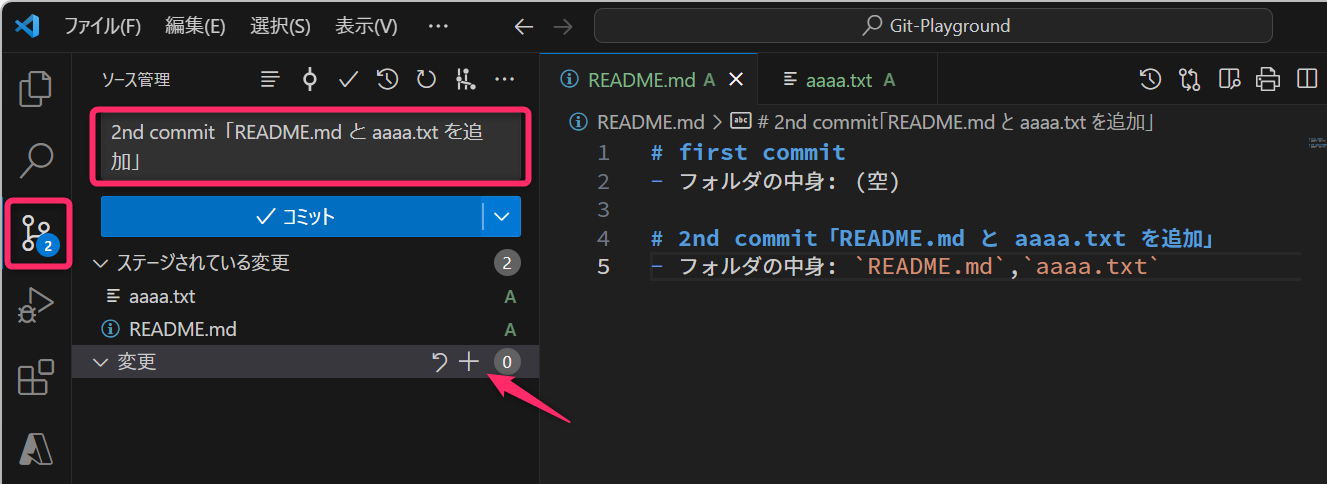 ファイル(F) 編集(E) 選択(S) 表示(V) ··· Git-Playground
ソース管理
README.md A
aaaa.txt A
2nd commit「README.md と aaaa.txt を追
加」
コミット
ステージされている変更 2
aaaa.txt A
README.md A
変更 0
2
README.md > abc # 2nd commit「README.md と aaaa.txt を追加」
1 # first commit
2 - フォルダの中身: (空)
3
4 # 2nd commit「README.md と aaaa.txt を追加」
5 - フォルダの中身: `README.md`,`aaaa.txt`